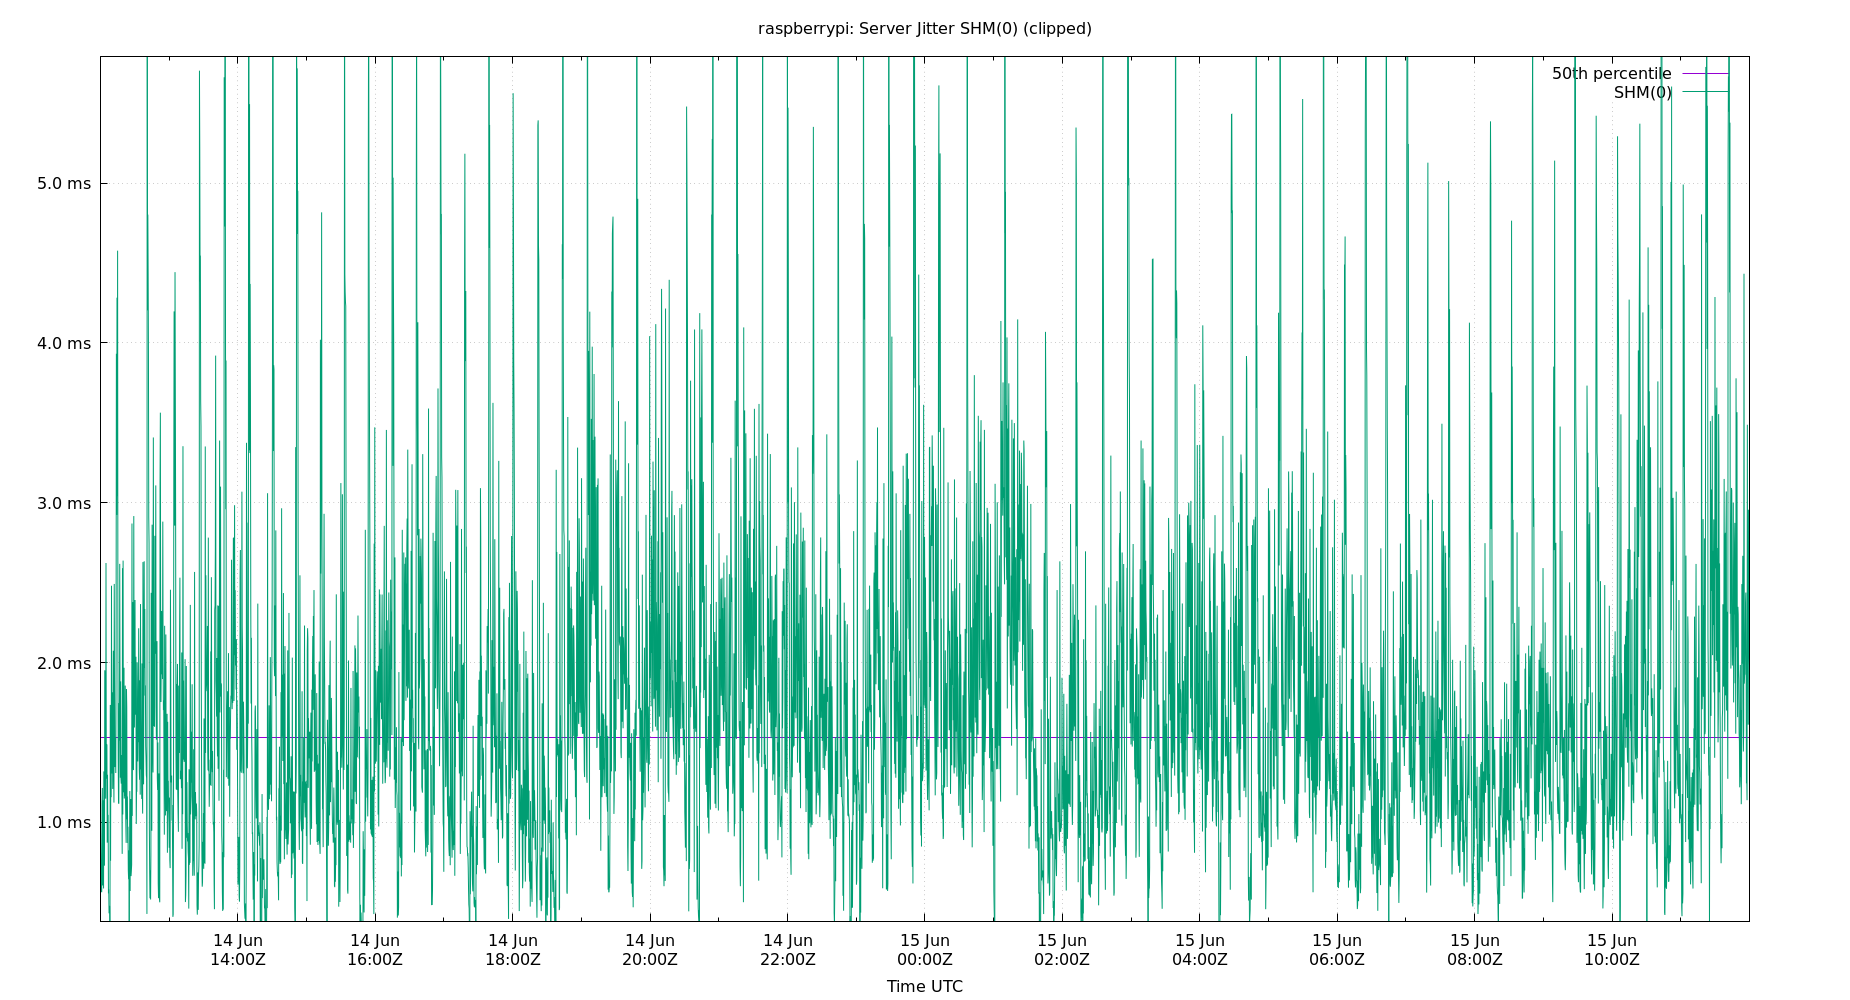 raspberrypi: Server Jitter SHM(0) (clipped)
50th percentile
SHM(0)
5.0 ms
4.0 ms
3.0 ms
2.0 ms
1.0 ms
14 Jun 14 Jun 14 Jun 14 Jun 14 Jun 15 Jun 15 Jun 15 Jun 15 Jun 15 Jun 15 Jun
14:00Z 16:00Z 18:00Z 20:00Z 22:00Z 00:00Z 02:00Z 04:00Z 06:00Z 08:00Z 10:00Z
Time UTC